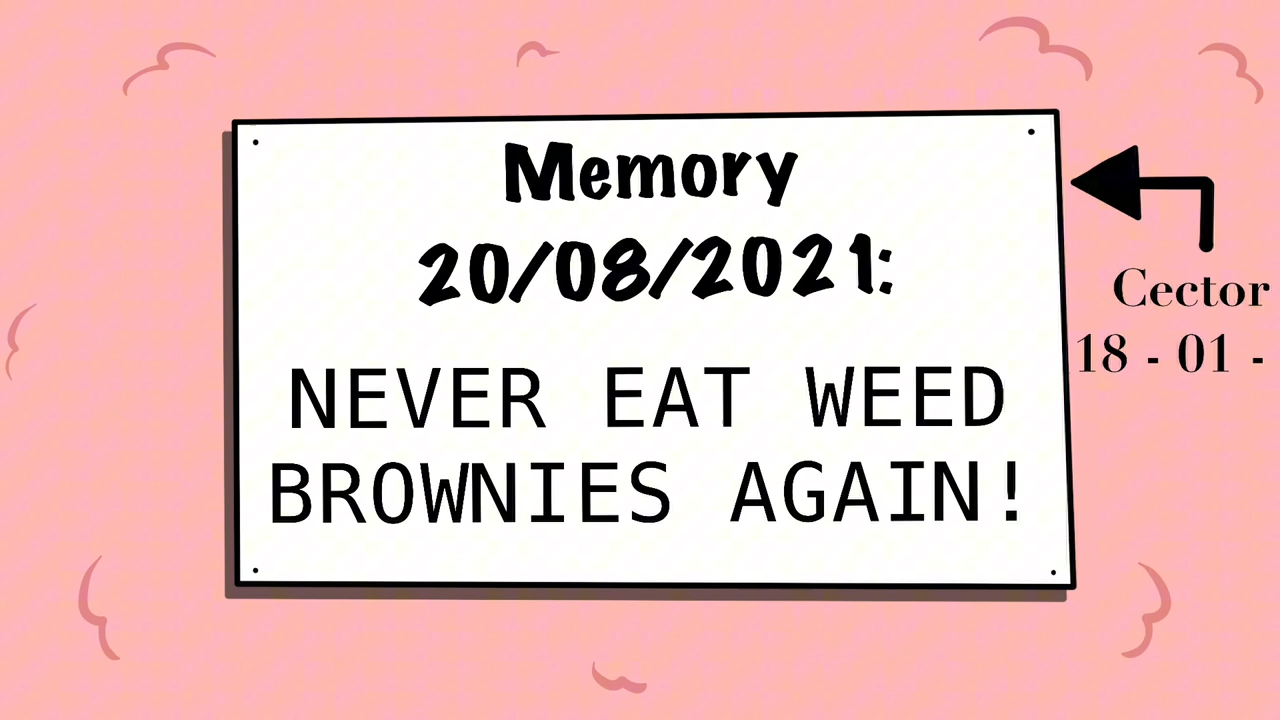 Memory
20/08/2021:
NEVER EAT WEED
BROWNIES AGAIN!
Cector
18 - 01 -